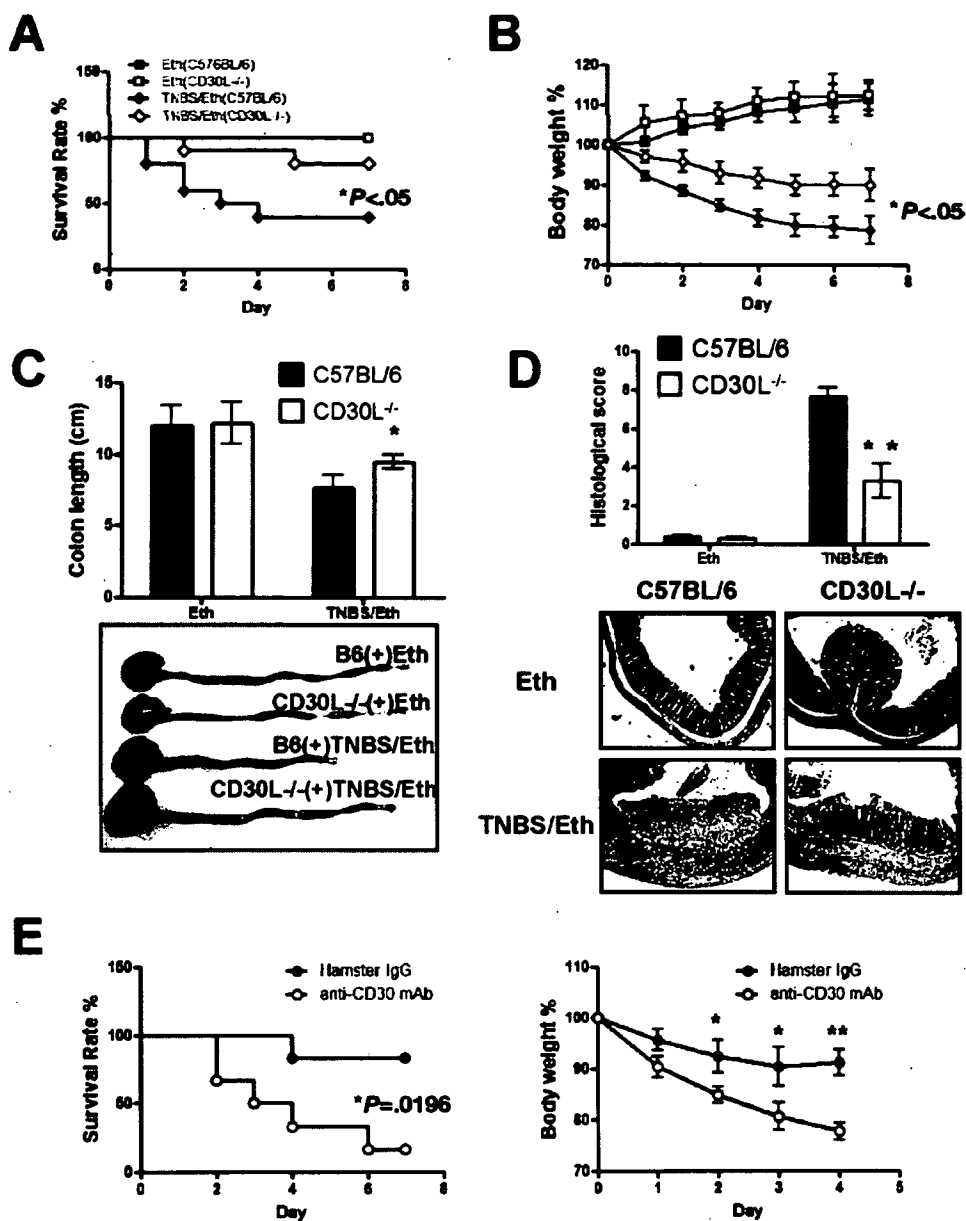 A
Survival Rate %
150
100
50
0
Eth(C576BL/6)
Eth(CD30L-/-)
TNBS/Eth(C57BL/6)
TNBS/Eth(CD30L-/-)
*P<.05
0 2 4 6 8
Day
B
Body weight %
120
110
100
90
80
70
*P<.05
0 2 4 6 8
Day
C
Colon length (cm)
15
10
5
0
C57BL/6
CD30L-/-
*
Eth TNBS/Eth
B6(+)Eth
CD30L-/-(+)Eth
B6(+)TNBS/Eth
CD30L-/-(+)TNBS/Eth
D
Histological score
10
8
6
4
2
0
C57BL/6
CD30L-/-
* *
Eth TNBS/Eth
C57BL/6 CD30L-/-
Eth
TNBS/Eth
E
Survival Rate %
150
100
50
0
Hamster IgG
anti-CD30 mAb
*P=.0196
0 2 4 6 8
Day
Body weight %
110
100
90
80
70
Hamster IgG
anti-CD30 mAb
* * **
0 1 2 3 4 5
Day